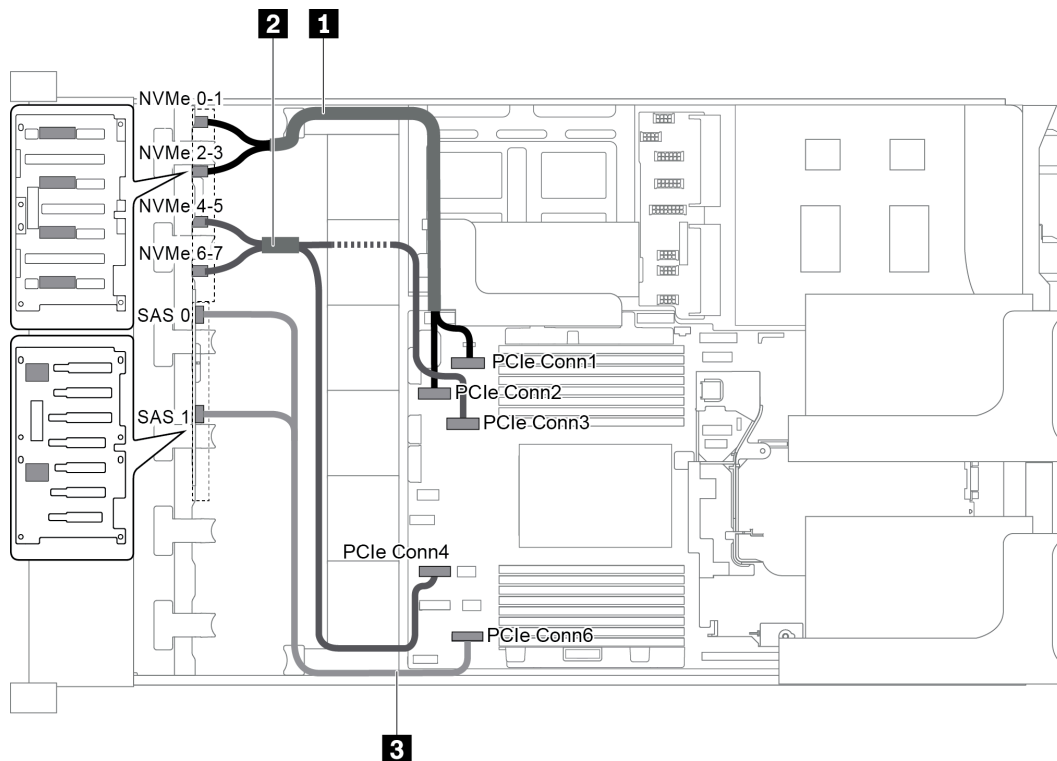 2
1
NVMe 0-1
NVMe 2-3
NVMe 4-5
NVMe 6-7
SAS 0
PCIe Conn1
PCIe Conn2
SAS 1
PCIe Conn3
PCIe Conn4
PCIe Conn6
3